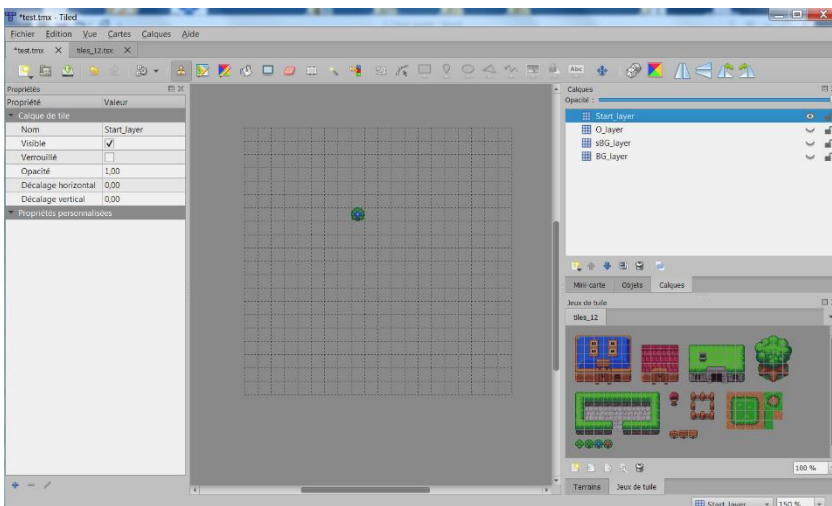 *test.tmx - Tiled
Fichier Edition Vue Cartes Calques Aide
*test.tmx X tiles_12.tsx X
Abc
Propriétés
Propriété Valeur
Calque de tile
Nom Start_layer
Visible
Verrouillé
Opacité 1,00
Décalage horizontal 0,00
Décalage vertical 0,00
Propriétés personnalisées
Calques
Opacité :
Start_layer
O_layer
sBG_layer
BG_layer
Mini-carte Objets Calques
Jeux de tuile
tiles_12
100 %
Terrains Jeux de tuile
Start_layer 150 %